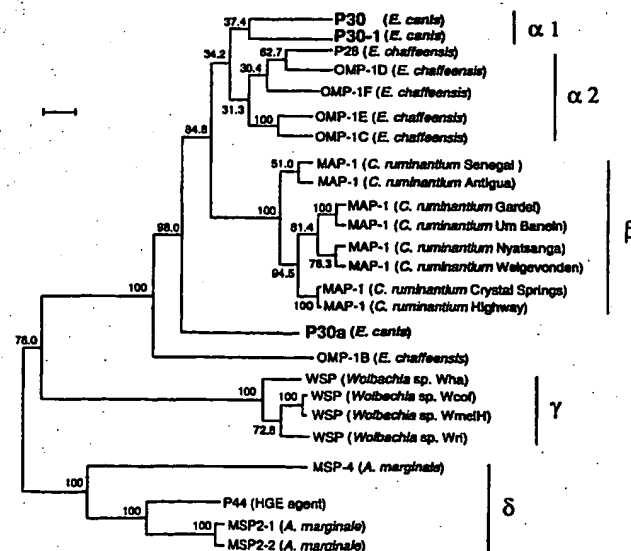 37.4
P30 (E. canis)
α 1
P30-1 (E. canis)
34.2
62.7
P28 (E. chaffeensis)
30.4
OMP-1D (E. chaffeensis)
OMP-1F (E. chaffeensis)
α 2
31.3
OMP-1E (E. chaffeensis)
100
OMP-1C (E. chaffeensis)
84.8
51.0
MAP-1 (C. ruminantium Senegal)
MAP-1 (C. ruminantium Antigua)
100
100
MAP-1 (C. ruminantium Gardel)
81.4
MAP-1 (C. ruminantium Um Banein)
β
98.0
MAP-1 (C. ruminantium Nyatsanga)
78.3
MAP-1 (C. ruminantium Welgevonden)
94.5
MAP-1 (C. ruminantium Crystal Springs)
100
MAP-1 (C. ruminantium Highway)
100
P30a (E. canis)
78.0
OMP-1B (E. chaffeensis)
WSP (Wolbachia sp. Wha)
100
100
WSP (Wolbachia sp. Wcof)
γ
WSP (Wolbachia sp. WmelH)
72.8
WSP (Wolbachia sp. Wri)
MSP-4 (A. marginale)
100
P44 (HGE agent)
δ
100
100
MSP2-1 (A. marginale)
MSP2-2 (A. marginale)